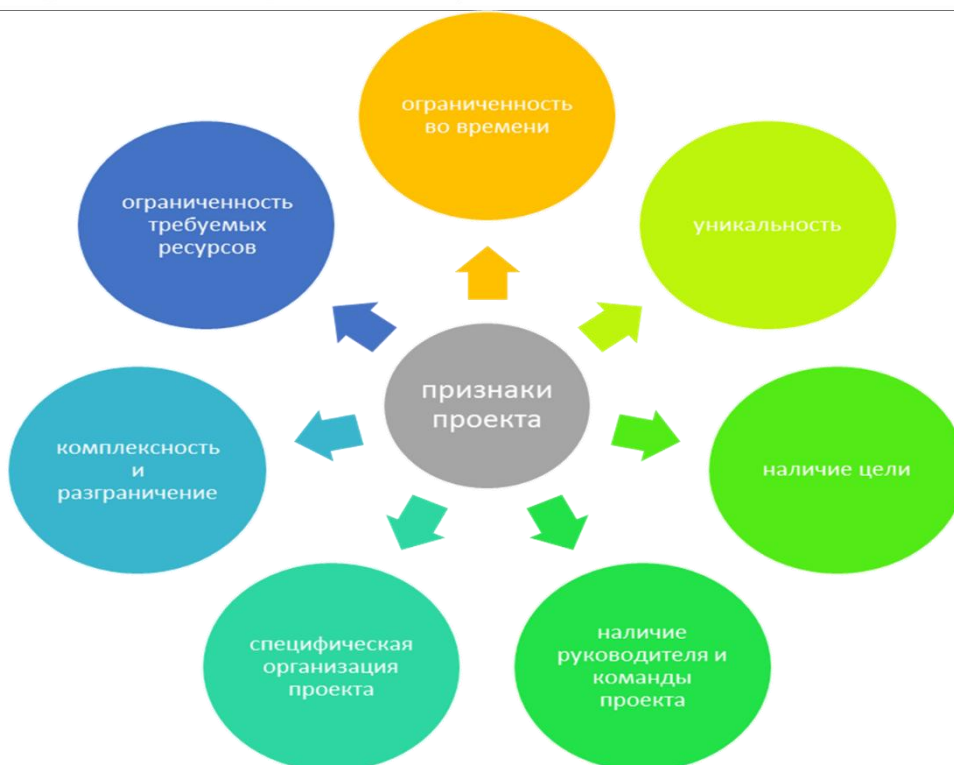 ограниченность
во времени
уникальность
наличие цели
наличие
руководителя и
команды
проекта
специфическая
организация
проекта
комплексность
и
разграничение
ограниченность
требуемых
ресурсов
признаки
проекта